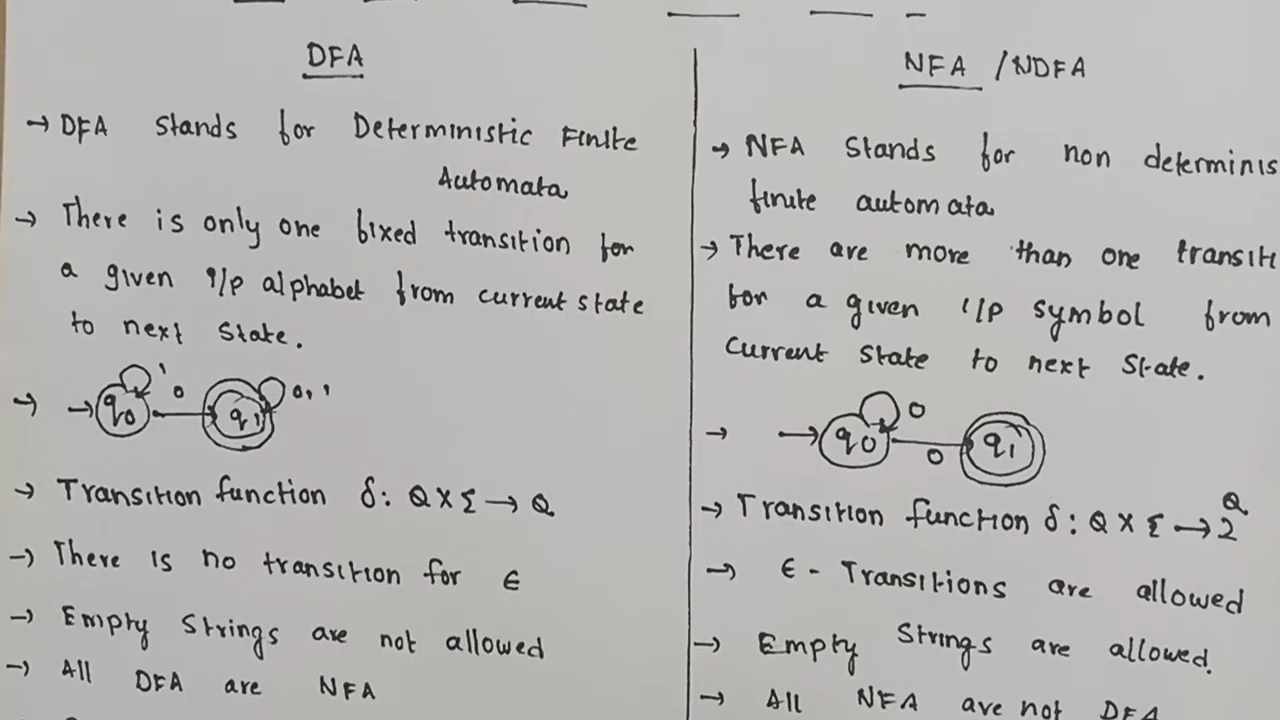 DFA
→ DFA stands for Deterministic Finite
Automata
→ There is only one fixed transition for
a given i/p alphabet from current state
to next state.
→ → q0 1 0 q1 0,1
→ Transition function δ: Q X Σ → Q
→ There is no transition for ϵ
→ Empty Strings are not allowed
→ All DFA are NFA
NFA /NDFA
→ NFA stands for non determinis
finite automata
→ There are more than one transiti
for a given i/p symbol from
current state to next state.
→ → q0 0 0 q1
→ Transition function δ: Q X Σ → 2^Q
→ ϵ - Transitions are allowed
→ Empty Strings are allowed.
→ All NFA are not DFA